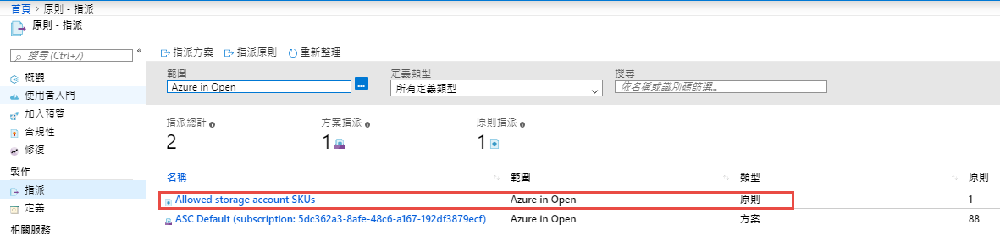 首頁 > 原則 - 指派
原則 - 指派
搜尋 (Ctrl+/)
«
指派方案 指派原則 重新整理
概觀
使用者入門
加入預覽
合規性
修復
製作
指派
定義
相關服務
範圍 定義類型 搜尋
Azure in Open ... 所有定義類型 依名稱或識別碼篩選...
指派總計 方案指派 原則指派
2 1 1
名稱 範圍 類型 原則
Allowed storage account SKUs Azure in Open 原則 1
ASC Default (subscription: 5dc362a3-8afe-48c6-a167-192df3879ecf) Azure in Open 方案 88